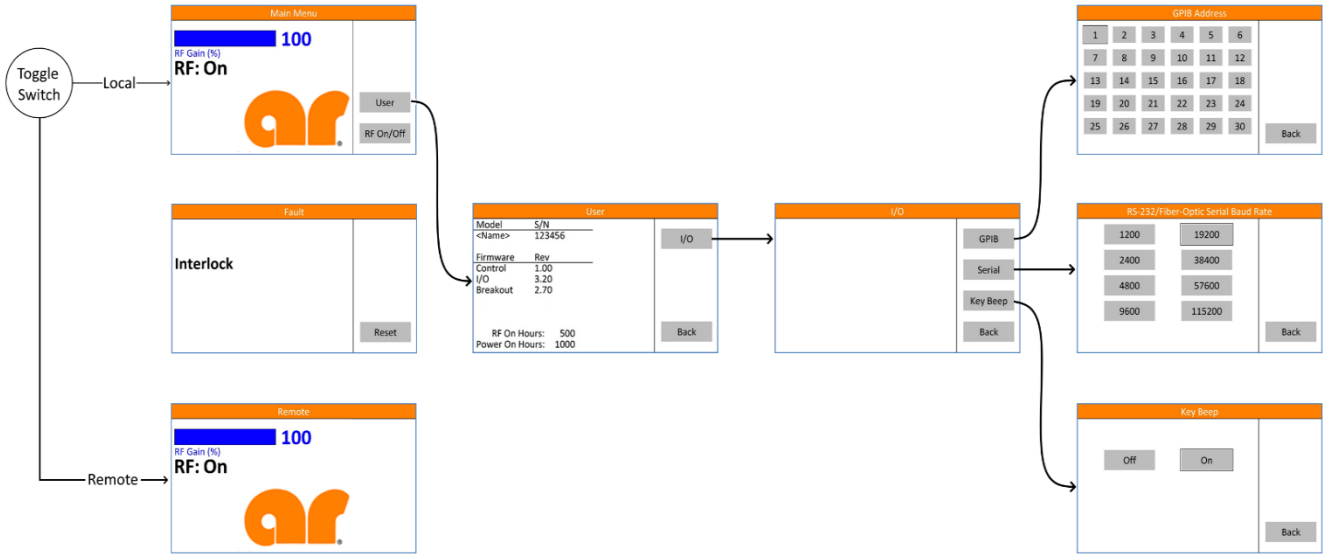 Toggle
Switch
Local
Remote
Main Menu
100
RF Gain (%)
RF: On
ar
User
RF On/Off
Fault
Interlock
Reset
Remote
100
RF Gain (%)
RF: On
ar
User
Model S/N
<Name> 123456
Firmware Rev
Control 1.00
I/O 3.20
Breakout 2.70
RF On Hours: 500
Power On Hours: 1000
I/O
Back
I/O
GPIB
Serial
Key Beep
Back
GPIB Address
1 2 3 4 5 6
7 8 9 10 11 12
13 14 15 16 17 18
19 20 21 22 23 24
25 26 27 28 29 30
Back
RS-232/Fiber-Optic Serial Baud Rate
1200 19200
2400 38400
4800 57600
9600 115200
Back
Key Beep
Off On
Back